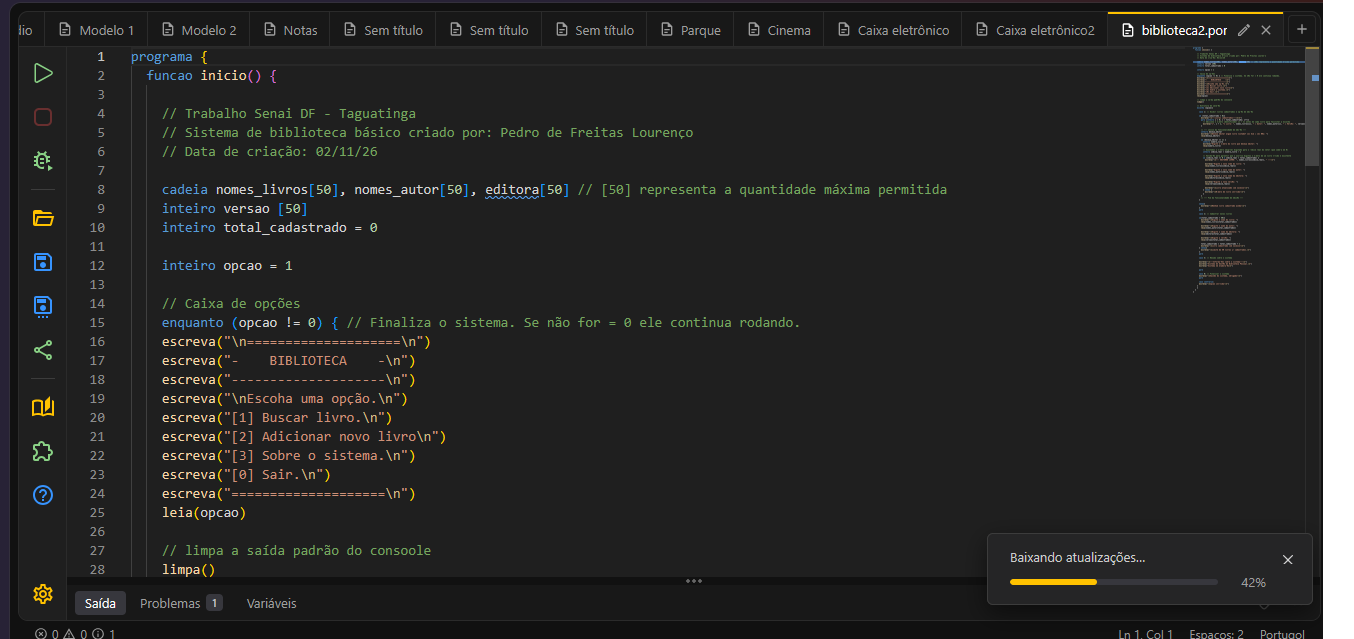 dio Modelo 1 Modelo 2 Notas Sem título Sem título Sem título Parque Cinema Caixa eletrônico Caixa eletrônico2 biblioteca2.por
1 programa {
2 funcao inicio() {
3
4 // Trabalho Senai DF - Taguatinga
5 // Sistema de biblioteca básico criado por: Pedro de Freitas Lourenço
6 // Data de criação: 02/11/26
7
8 cadeia nomes_livros[50], nomes_autor[50], editora[50] // [50] representa a quantidade máxima permitida
9 inteiro versao [50]
10 inteiro total_cadastrado = 0
11
12 inteiro opcao = 1
13
14 // Caixa de opções
15 enquanto (opcao != 0) { // Finaliza o sistema. Se não for = 0 ele continua rodando.
16 escreva("\n====================\n")
17 escreva("-    BIBLIOTECA    -\n")
18 escreva("--------------------\n")
19 escreva("\nEscoha uma opção.\n")
20 escreva("[1] Buscar livro.\n")
21 escreva("[2] Adicionar novo livro\n")
22 escreva("[3] Sobre o sistema.\n")
23 escreva("[0] Sair.\n")
24 escreva("====================\n")
25 leia(opcao)
26
27 // limpa a saída padrão do consoole
28 limpa()
Baixando atualizações...
42%
Saída Problemas 1 Variáveis
0 0 1 Ln 1, Col 1 Espaços: 2 Portugol